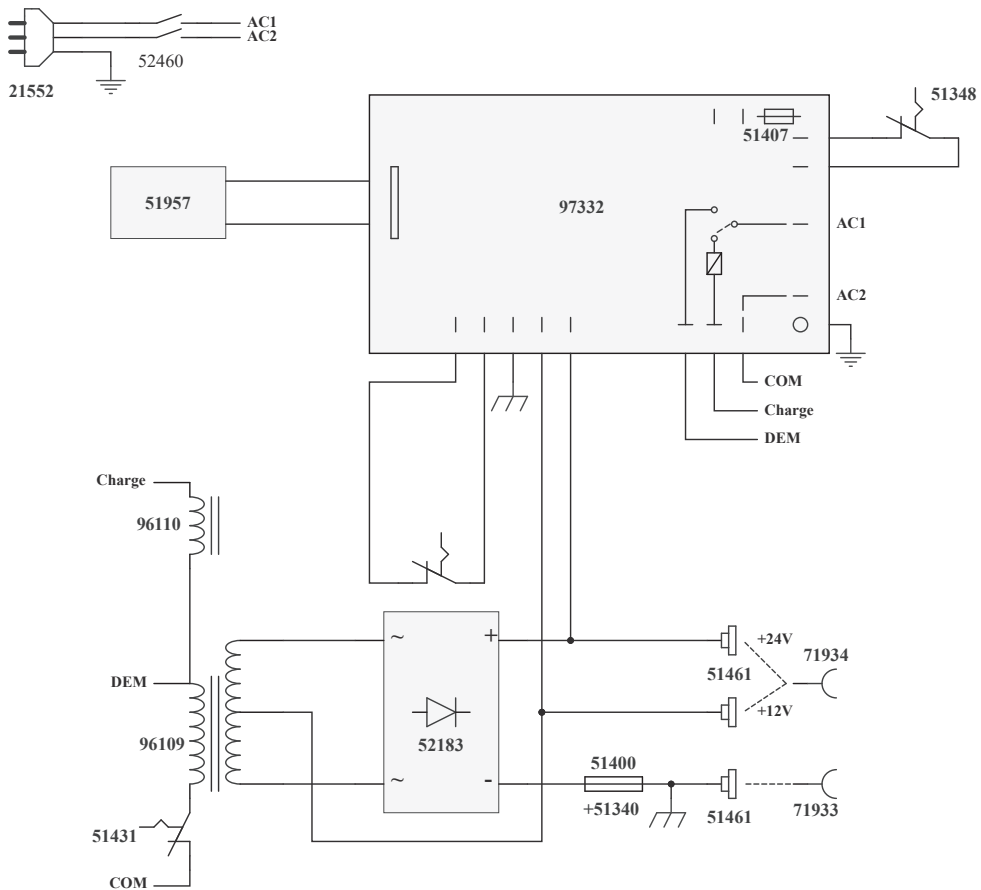 AC1
AC2
52460
21552
51348
51407
51957
97332
AC1
AC2
COM
Charge
DEM
Charge
96110
~
+
+24V
71934
51461
DEM
+12V
96109
52183
51400
~
-
+51340
51461
71933
51431
COM